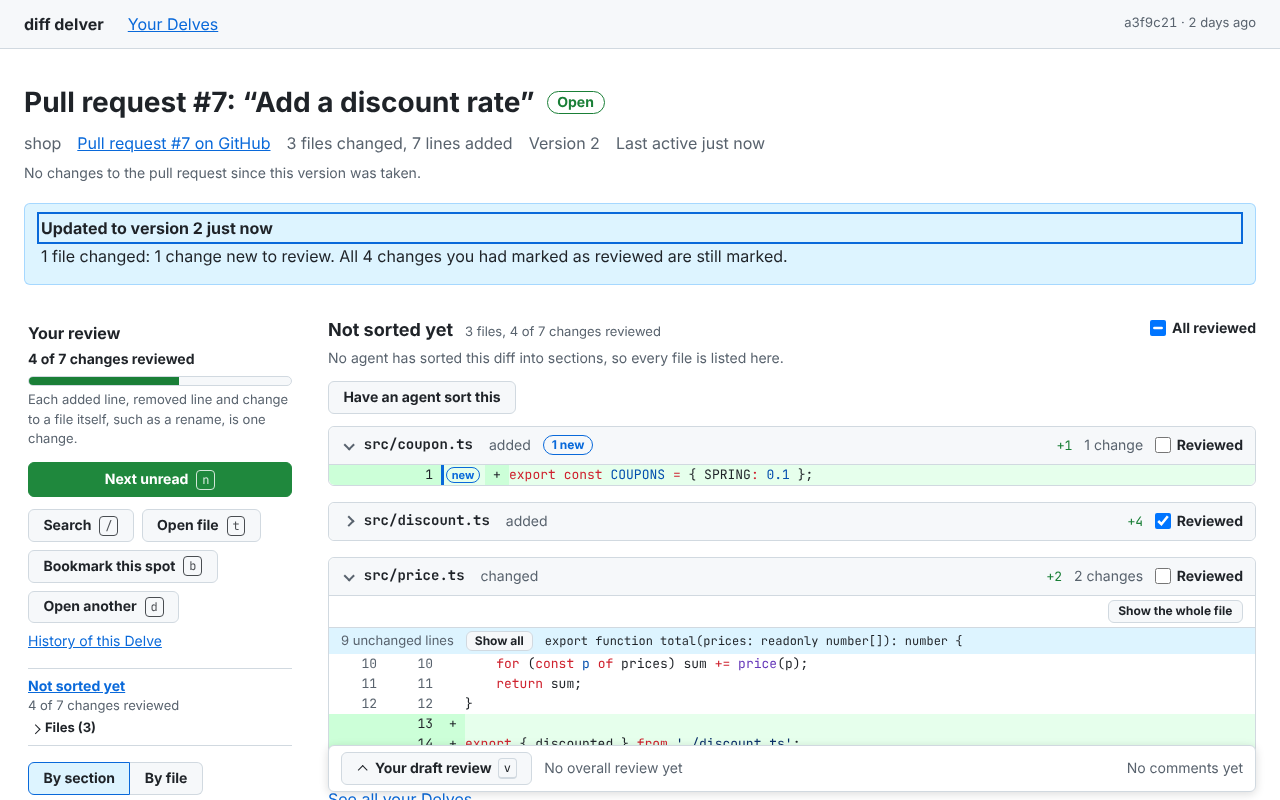 diff delver Your Delves a3f9c21 · 2 days ago
Pull request #7: “Add a discount rate” Open
shop Pull request #7 on GitHub 3 files changed, 7 lines added Version 2 Last active just now
No changes to the pull request since this version was taken.
Updated to version 2 just now
1 file changed: 1 change new to review. All 4 changes you had marked as reviewed are still marked.
Your review
4 of 7 changes reviewed
Each added line, removed line and change
to a file itself, such as a rename, is one
change.
Next unread n
Search / Open file t
Bookmark this spot b
Open another d
History of this Delve
Not sorted yet
4 of 7 changes reviewed
Files (3)
By section By file
Not sorted yet 3 files, 4 of 7 changes reviewed All reviewed
No agent has sorted this diff into sections, so every file is listed here.
Have an agent sort this
src/coupon.ts added 1 new +1 1 change Reviewed
1 new + export const COUPONS = { SPRING: 0.1 };
src/discount.ts added +4 Reviewed
src/price.ts changed +2 2 changes Reviewed
Show the whole file
9 unchanged lines Show all export function total(prices: readonly number[]): number {
10 10 for (const p of prices) sum += price(p);
11 11 return sum;
12 12 }
13 +
14 + export { discounted } from './discount.ts';
Your draft review v No overall review yet No comments yet
See all your Delves